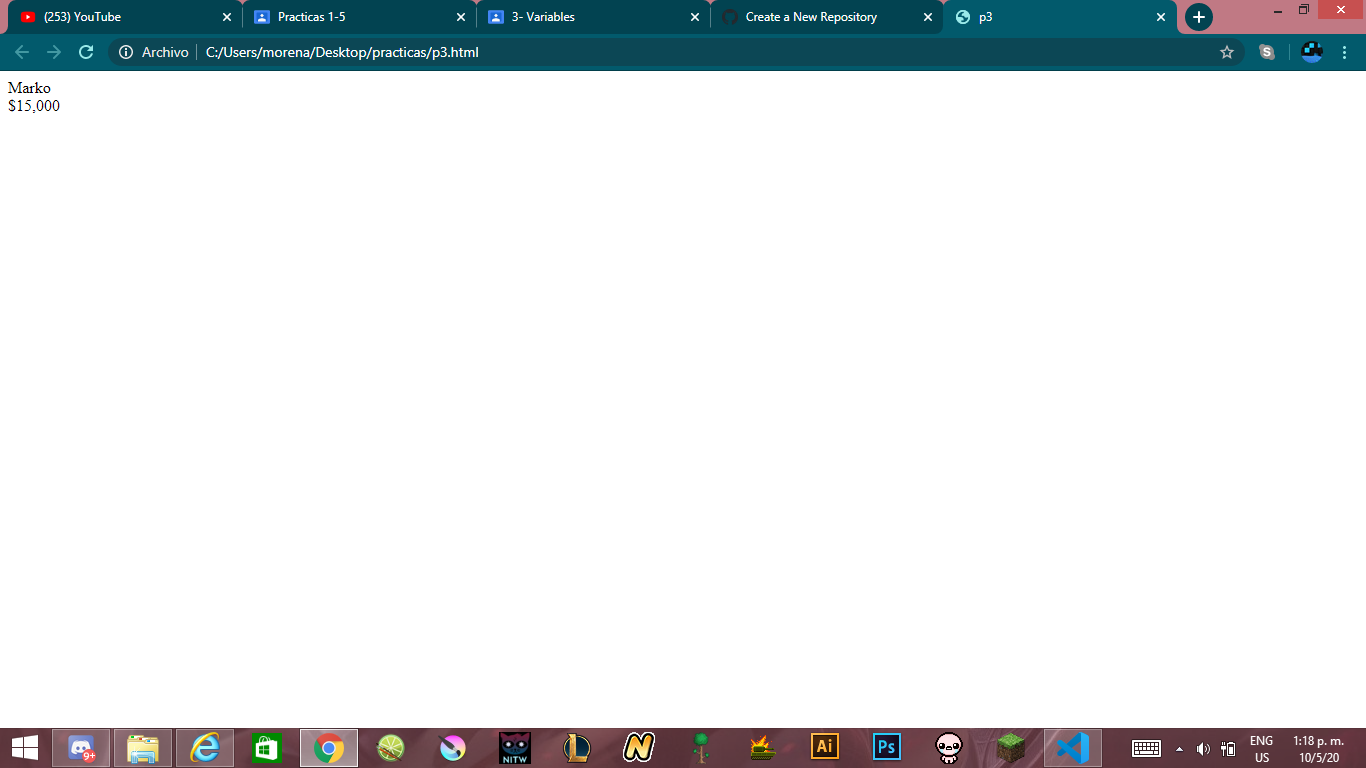 (253) YouTube
Practicas 1-5
3- Variables
Create a New Repository
p3
Archivo
C:/Users/morena/Desktop/practicas/p3.html
Marko
$15,000
9+
NITW
L
N
Ai
Ps
ENG
US
1:18 p. m.
10/5/20